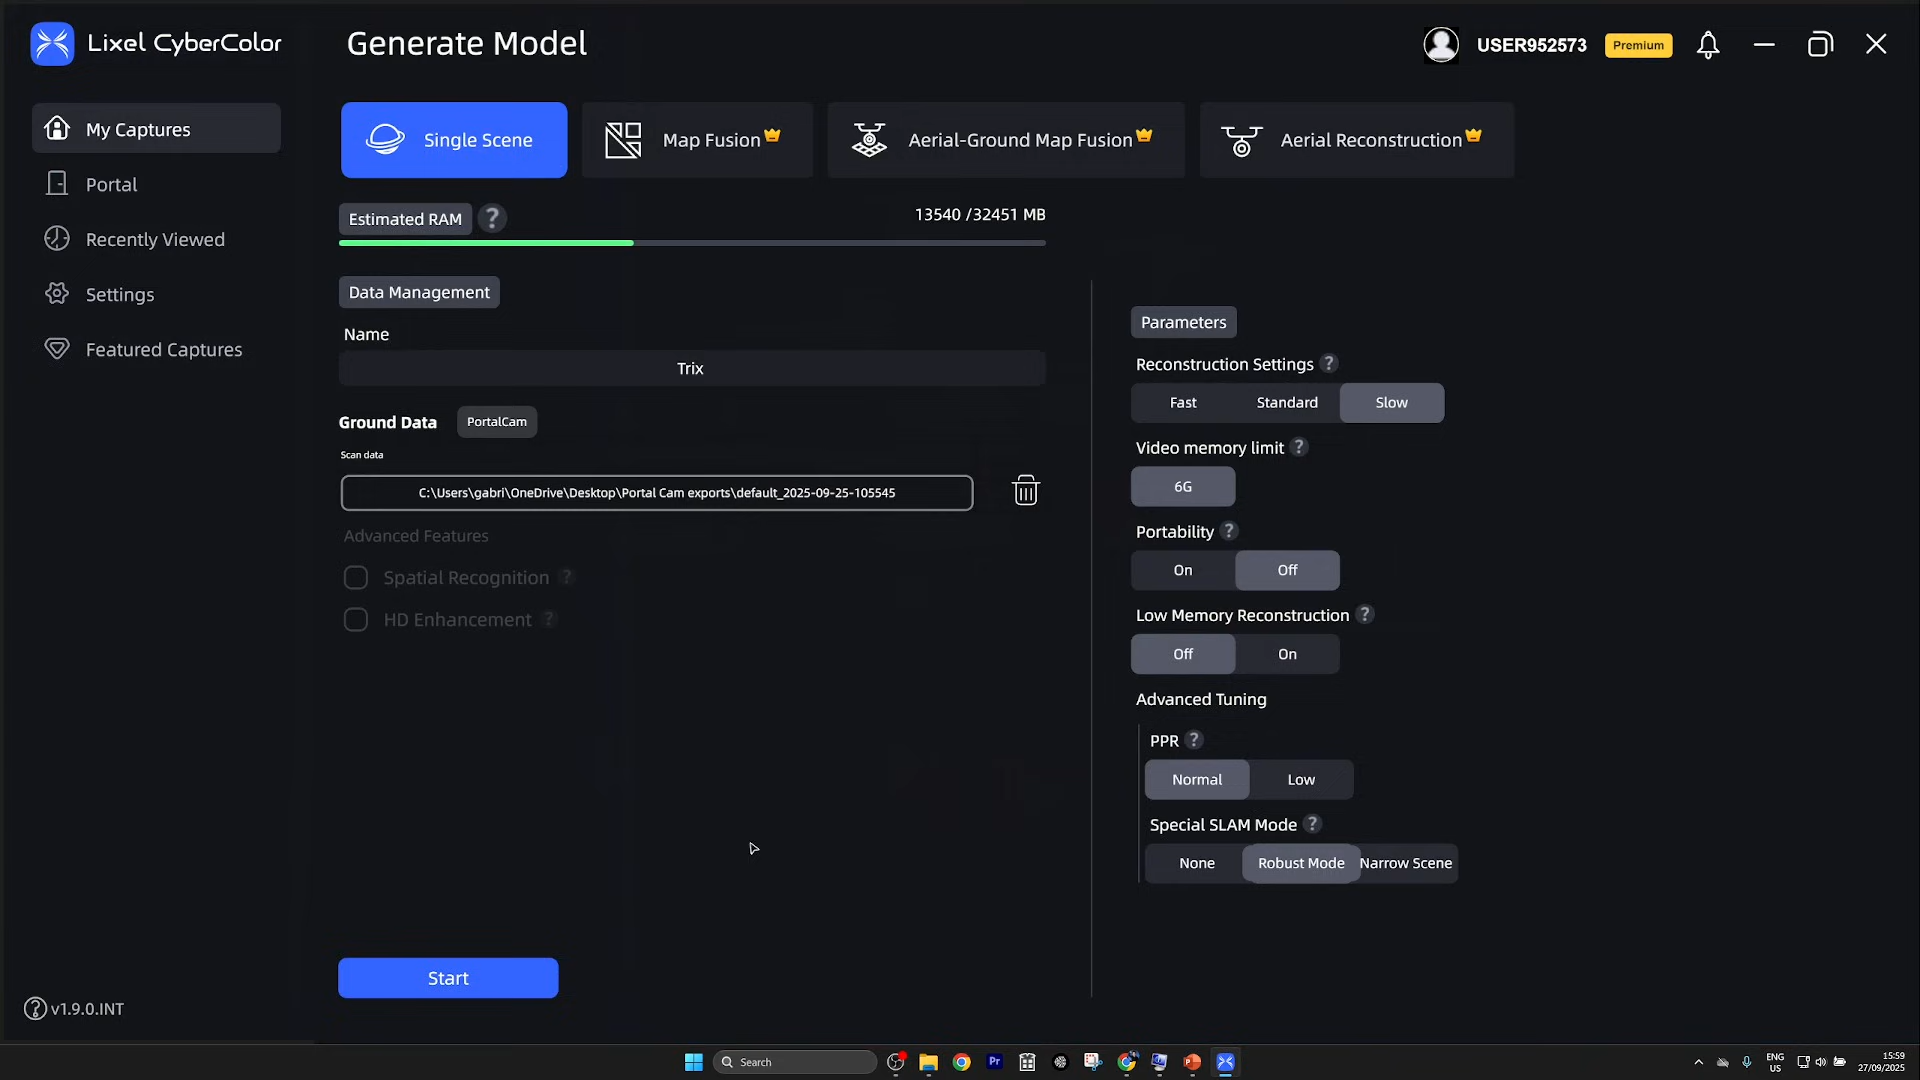 Lixel CyberColor
Generate Model
USER952573
Premium
My Captures
Portal
Recently Viewed
Settings
Featured Captures
Single Scene
Map Fusion
Aerial-Ground Map Fusion
Aerial Reconstruction
Estimated RAM ?
13540 /32451 MB
Data Management
Name
Trix
Ground Data
PortalCam
Scan data
C:\Users\gabri\OneDrive\Desktop\Portal Cam exports\default_2025-09-25-105545
Advanced Features
Spatial Recognition ?
HD Enhancement ?
Start
Parameters
Reconstruction Settings ?
Fast Standard Slow
Video memory limit ?
6G
Portability ?
On Off
Low Memory Reconstruction ?
Off On
Advanced Tuning
PPR ?
Normal Low
Special SLAM Mode ?
None Robust Mode Narrow Scene
? v1.9.0.INT
Search
Pr
ENG
US
15:59
27/09/2025